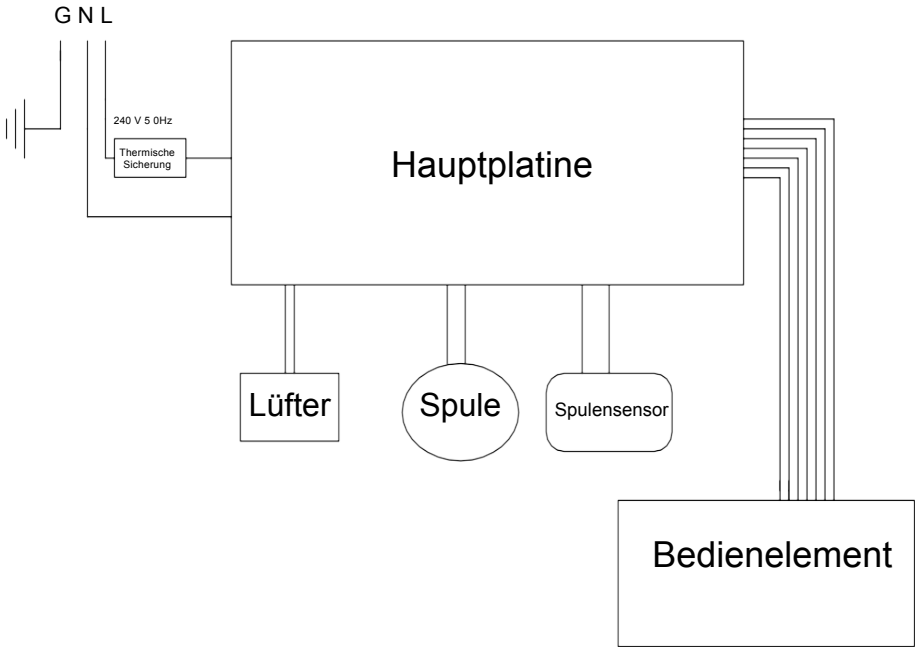 G N L
240 V 5 0Hz
Thermische
Sicherung
Hauptplatine
Lüfter
Spule
Spulensensor
Bedienelement